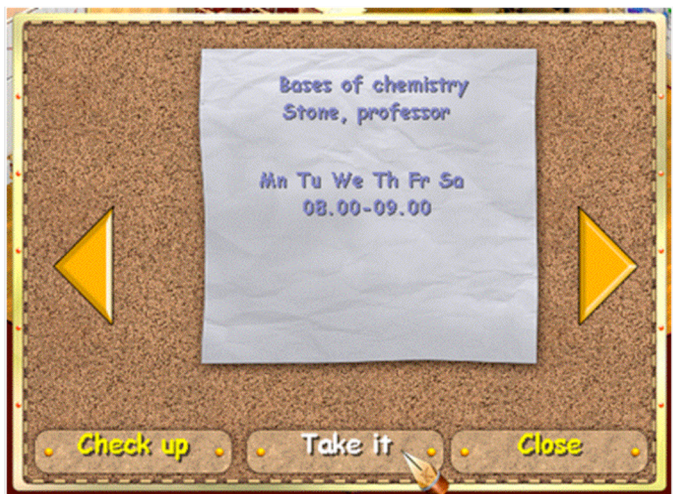 Bases of chemistry
Stone, professor
Mn Tu We Th Fr Sa
08.00-09.00
Check up
Take it
Close